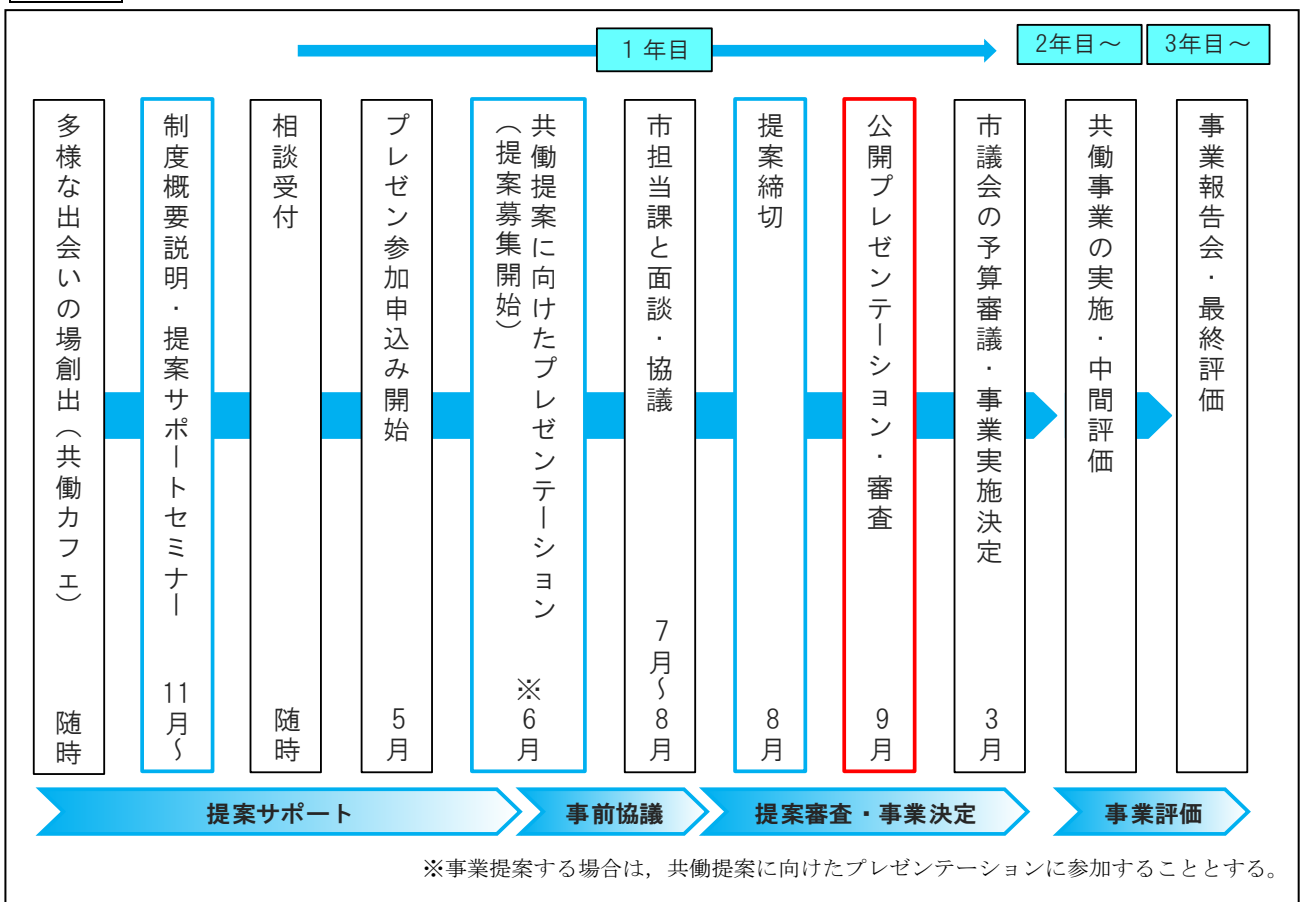 1年目
2年目～
3年目～
多様な出会いの場創出（共働カフェ）
随時
制度概要説明・提案サポートセミナー
11月～
相談受付
随時
プレゼン参加申込み開始
5月
共働提案に向けたプレゼンテーション
（提案募集開始）
※6月
市担当課と面談・協議
7月～8月
提案締切
8月
公開プレゼンテーション・審査
9月
市議会の予算審議・事業実施決定
3月
共働事業の実施・中間評価
事業報告会・最終評価
提案サポート
事前協議
提案審査・事業決定
事業評価
※事業提案する場合は，共働提案に向けたプレゼンテーションに参加することとする。